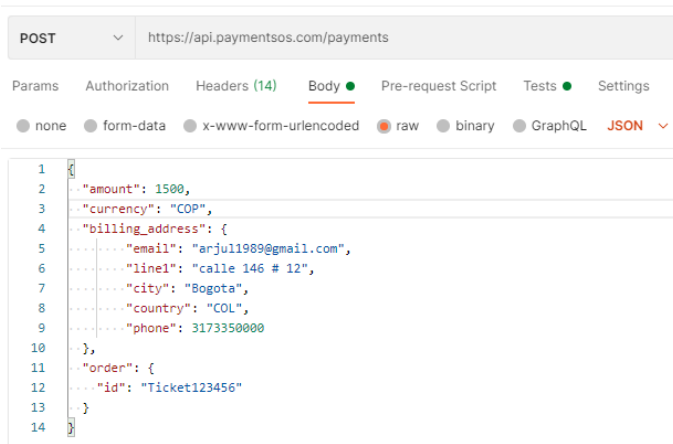 POST https://api.paymentsos.com/payments
Params Authorization Headers (14) Body Pre-request Script Tests Settings
none form-data x-www-form-urlencoded raw binary GraphQL JSON
1 {
2 "amount": 1500,
3 "currency": "COP",
4 "billing_address": {
5 "email": "arjul1989@gmail.com",
6 "line1": "calle 146 # 12",
7 "city": "Bogota",
8 "country": "COL",
9 "phone": 3173350000
10 },
11 "order": {
12 "id": "Ticket123456"
13 }
14 }